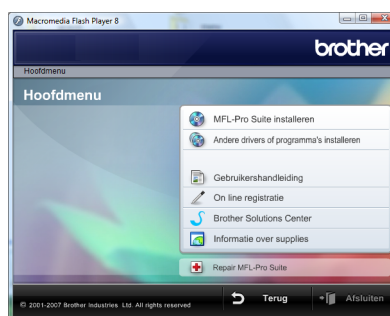 Macromedia Flash Player 8
brother
Hoofdmenu
Hoofdmenu
MFL-Pro Suite installeren
Andere drivers of programma's installeren
Gebruikershandleiding
On line registratie
Brother Solutions Center
Informatie over supplies
Repair MFL-Pro Suite
© 2001-2007 Brother Industries Ltd. All rights reserved
Terug
Afsluiten